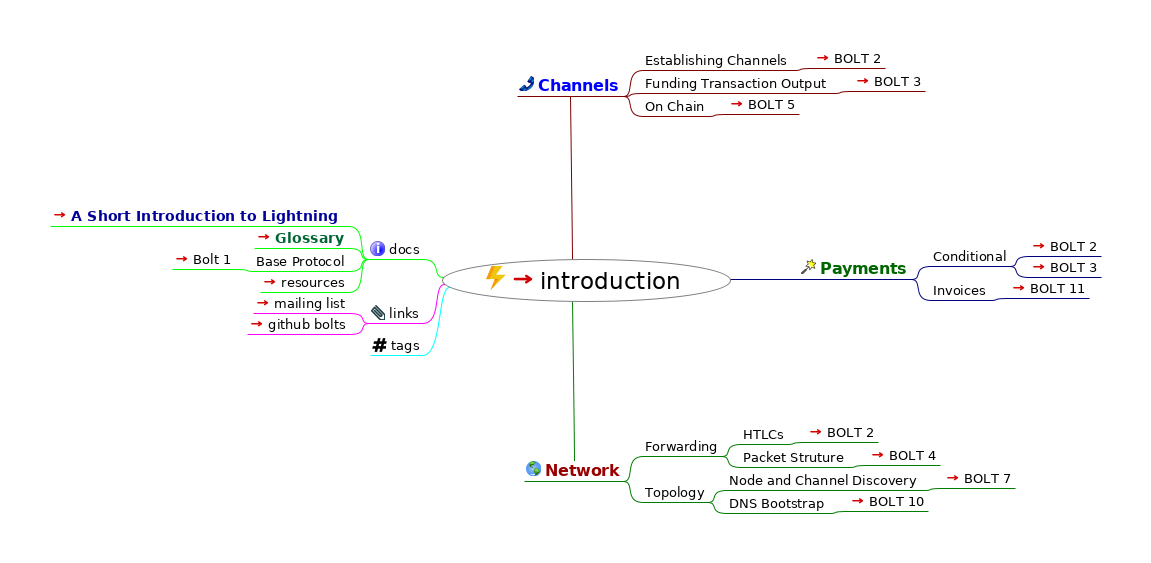 Establishing Channels → BOLT 2
Channels
Funding Transaction Output → BOLT 3
On Chain → BOLT 5
→ A Short Introduction to Lightning
→ Glossary
docs
→ Bolt 1 Base Protocol
→ resources
→ mailing list
links
→ github bolts
# tags
→ introduction
Payments
Conditional
→ BOLT 2
→ BOLT 3
Invoices → BOLT 11
Network
Forwarding
HTLCs → BOLT 2
Packet Struture → BOLT 4
Topology
Node and Channel Discovery → BOLT 7
DNS Bootstrap → BOLT 10